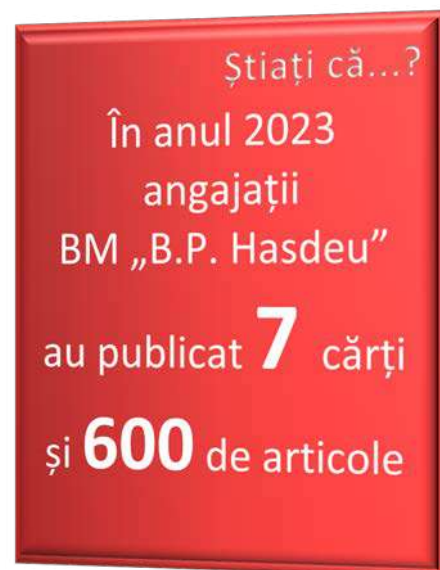 Știați că...?
În anul 2023
angajații
BM „B.P. Hasdeu”
au publicat 7 cărți
și 600 de articole